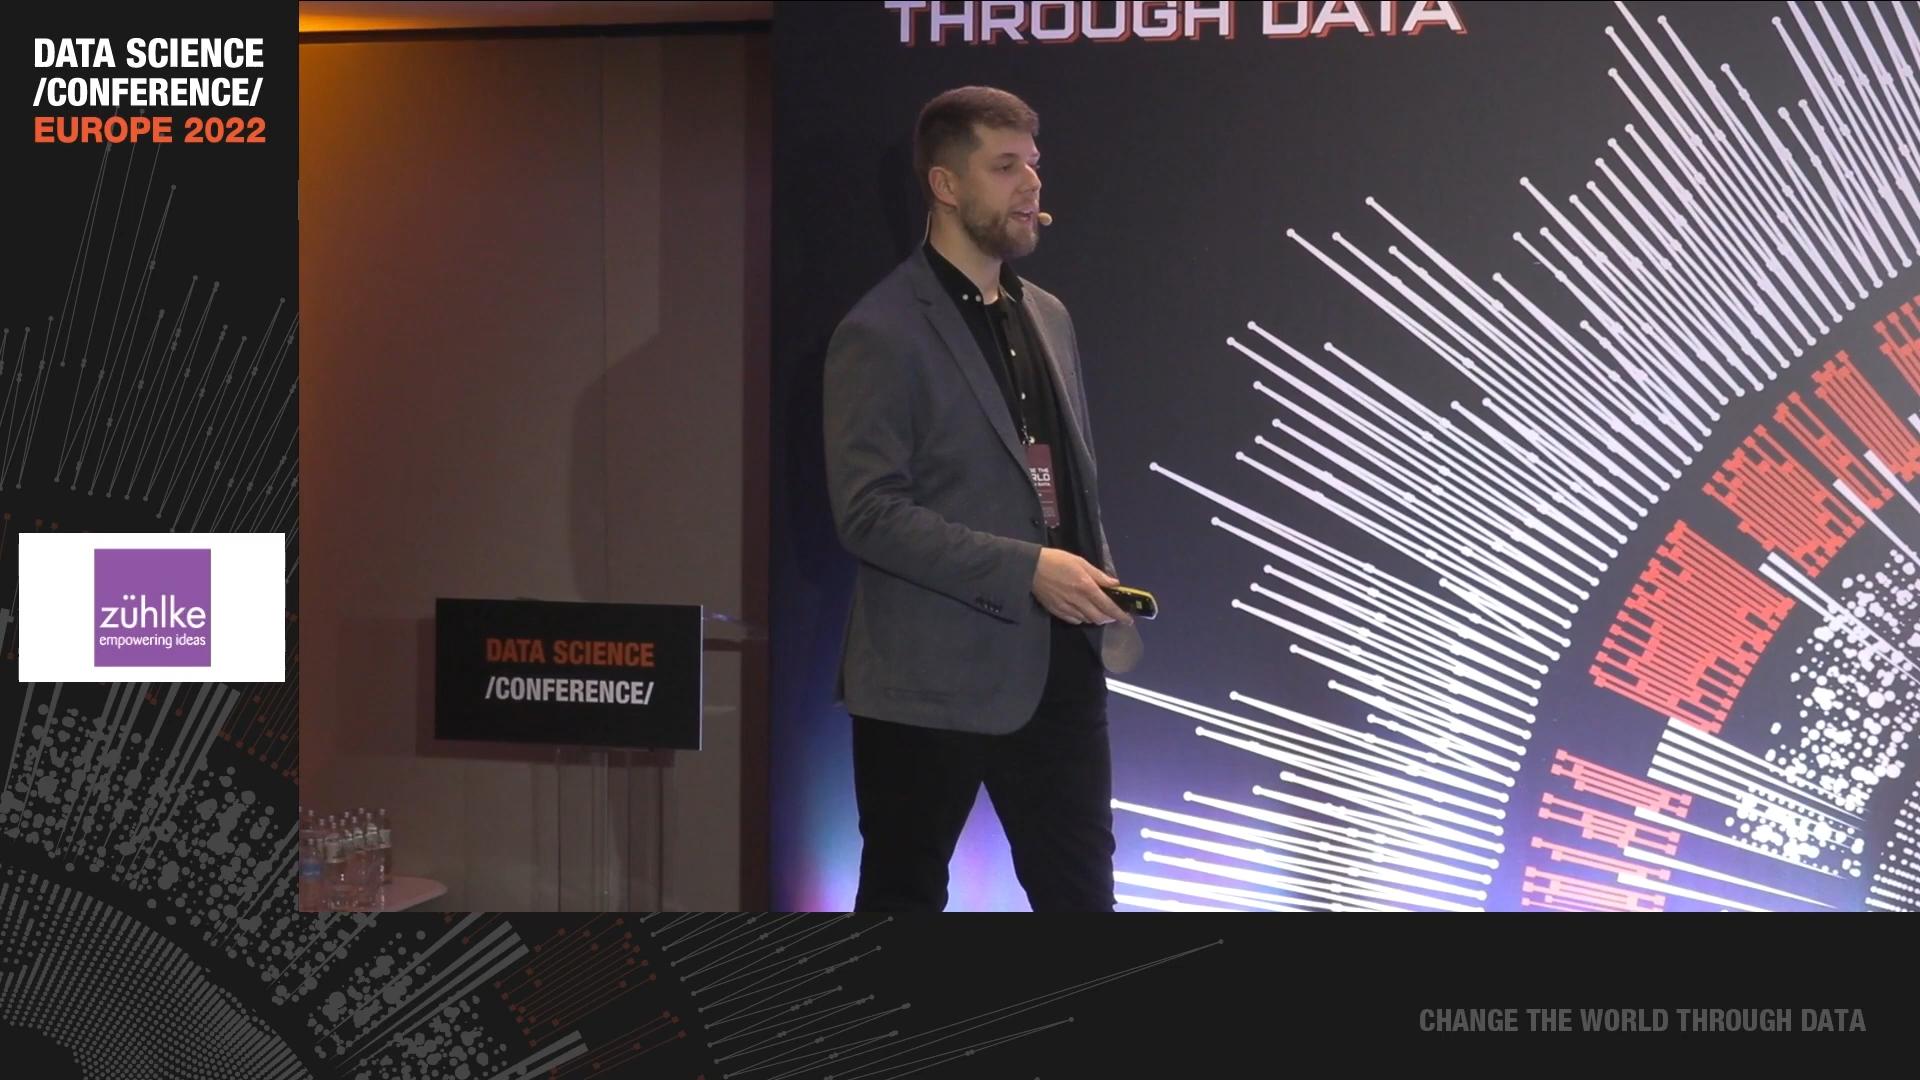 DATA SCIENCE
/CONFERENCE/
EUROPE 2022
THROUGH DATA
zühlke
empowering ideas
DATA SCIENCE
/CONFERENCE/
CHANGE THE WORLD THROUGH DATA